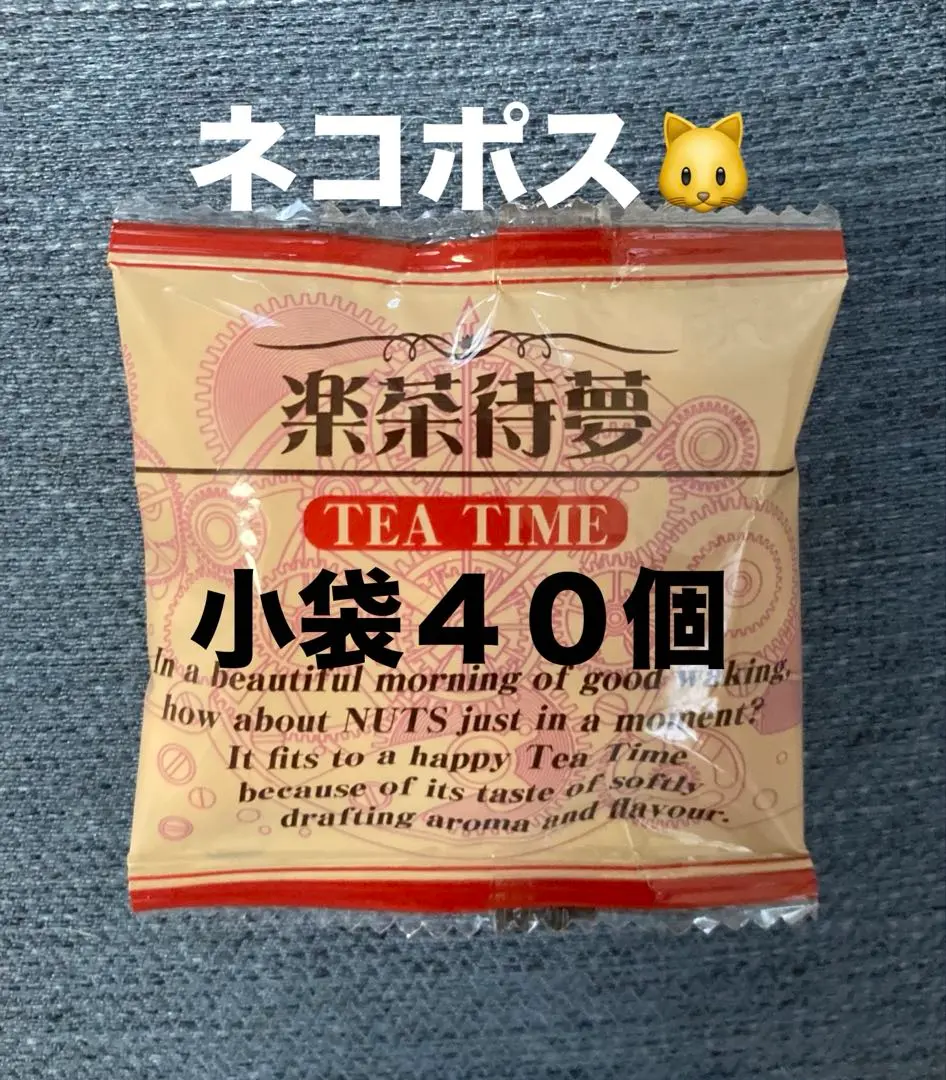 ネコポス🐱
楽茶待夢
TEA TIME
小袋４０個
In a beautiful morning of good waking,
how about NUTS just in a moment?
It fits to a happy Tea Time
because of its taste of softly
drafting aroma and flavour.